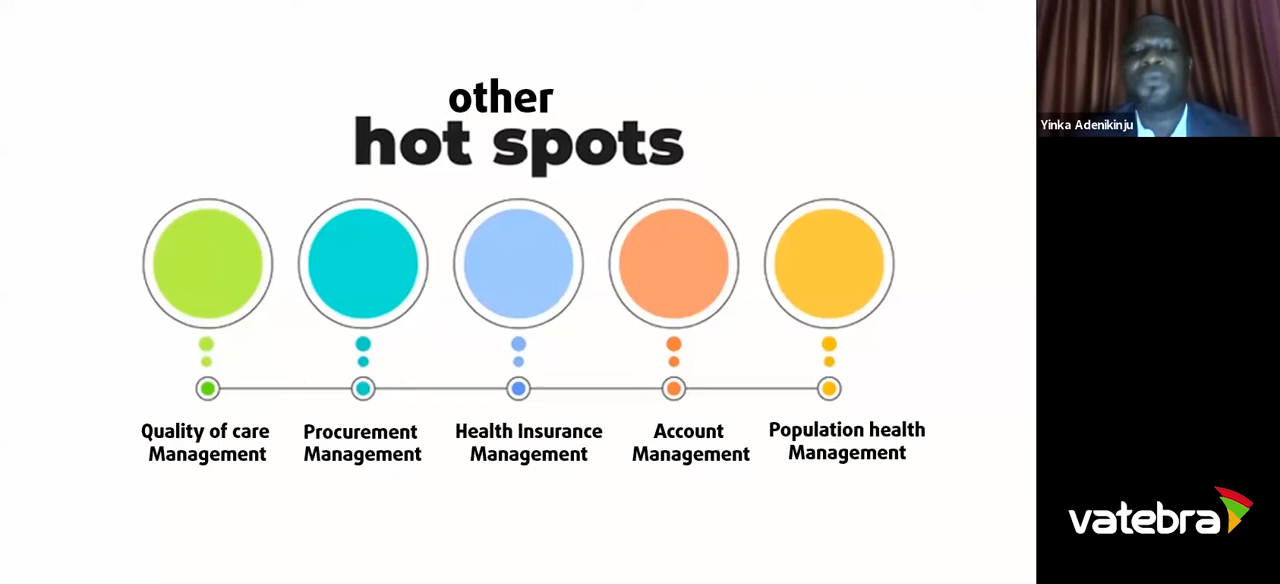 other
hot spots
Quality of care
Management
Procurement
Management
Health Insurance
Management
Account
Management
Population health
Management
Yinka Adenikinju
vatebra